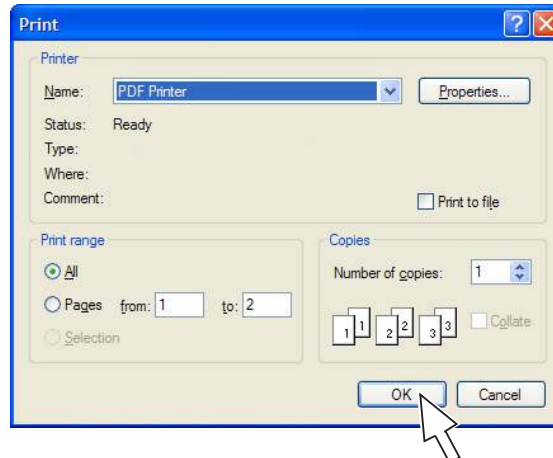 Print
Printer
Name: PDF Printer Properties...
Status: Ready
Type:
Where:
Comment: Print to file
Print range
All
Pages from: 1 to: 2
Selection
Copies
Number of copies: 1
1 1 2 2 3 3 Collate
OK Cancel